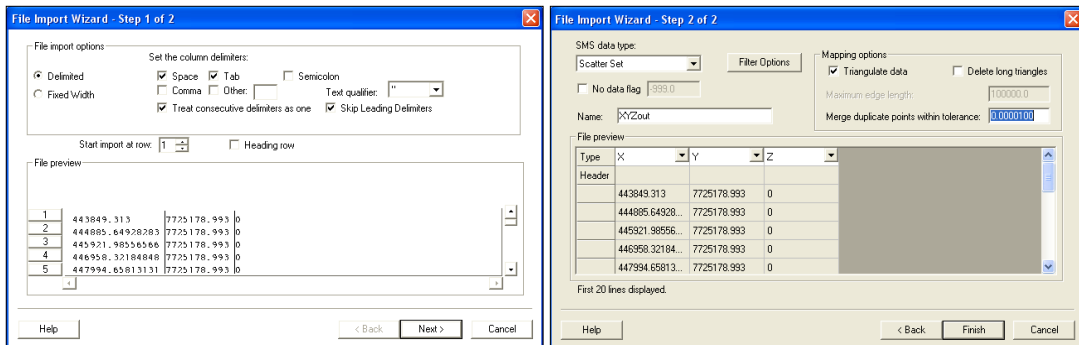 File Import Wizard - Step 1 of 2
File import options
Set the column delimiters:
Delimited
Fixed Width
Space
Tab
Semicolon
Comma
Other:
Text qualifier:
"
Treat consecutive delimiters as one
Skip Leading Delimiters
Start import at row:
1
Heading row
File preview
1 443849.313 7725178.993 0
2 444885.64928283 7725178.993 0
3 445921.98556566 7725178.993 0
4 446958.32184848 7725178.993 0
5 447994.65813131 7725178.993 0
Help
< Back
Next >
Cancel
File Import Wizard - Step 2 of 2
SMS data type:
Scatter Set
Filter Options
No data flag
-999.0
Name:
XYZout
Mapping options
Triangulate data
Delete long triangles
Maximum edge length:
100000.0
Merge duplicate points within tolerance:
0.0000100
File preview
Type X Y Z
Header
443849.313 7725178.993 0
444885.64928... 7725178.993 0
445921.98556... 7725178.993 0
446958.32184... 7725178.993 0
447994.65813... 7725178.993 0
First 20 lines displayed.
Help
< Back
Finish
Cancel